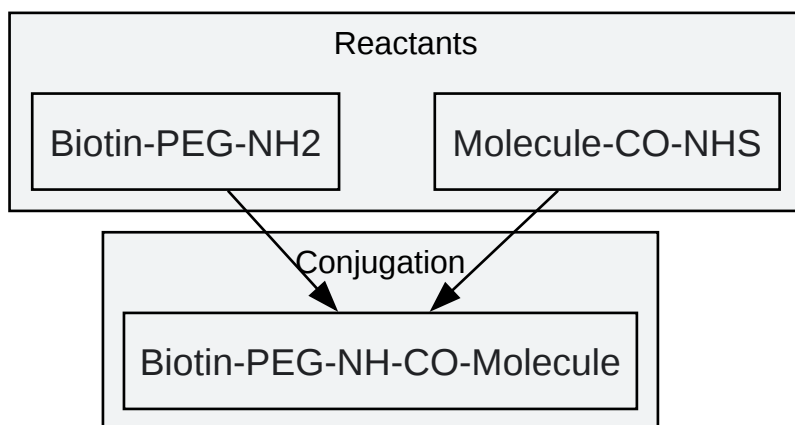 Reactants
Biotin-PEG-NH2
Molecule-CO-NHS
Conjugation
Biotin-PEG-NH-CO-Molecule